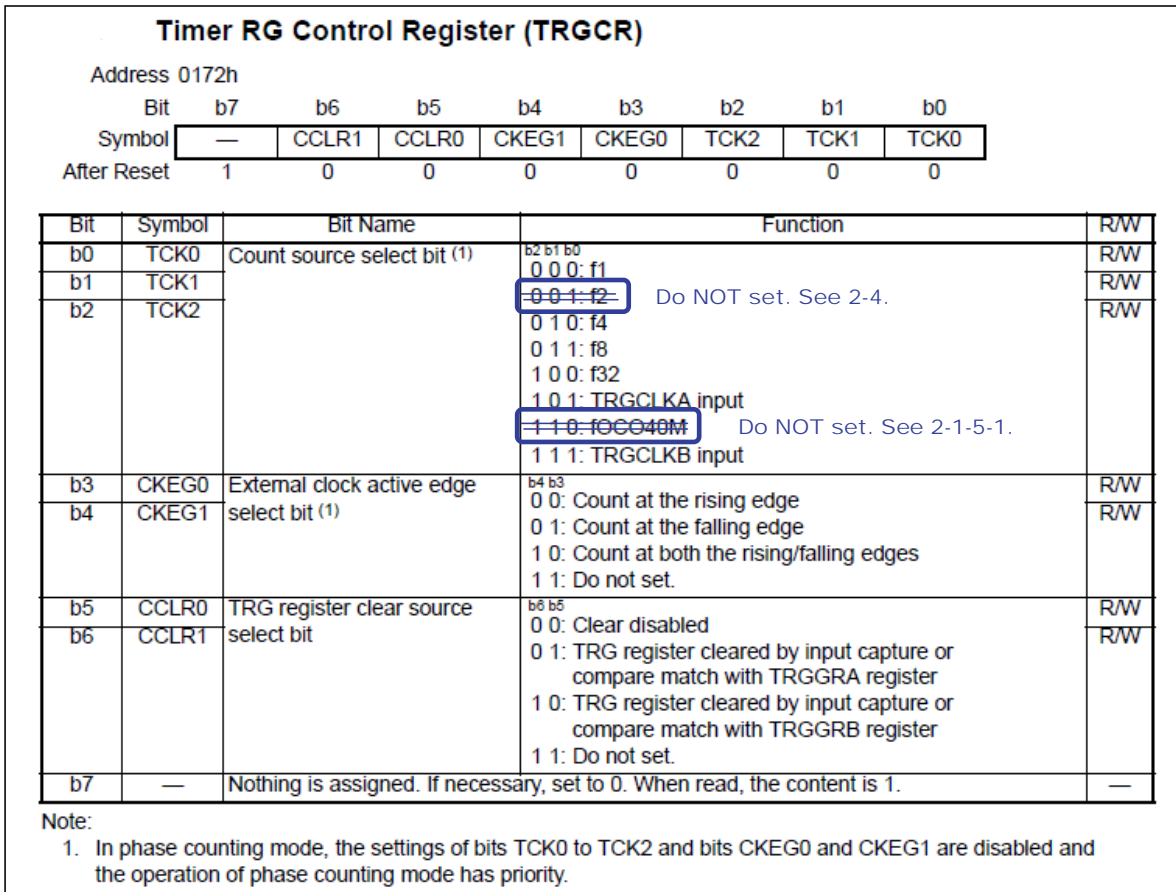 Timer RG Control Register (TRGCR)
Address 0172h
Bit b7 b6 b5 b4 b3 b2 b1 b0
Symbol — CCLR1 CCLR0 CKEG1 CKEG0 TCK2 TCK1 TCK0
After Reset 1 0 0 0 0 0 0 0
Bit Symbol Bit Name Function R/W
b0 TCK0 Count source select bit (1) b2 b1 b0 R/W
0 0 0: f1
b1 TCK1 R/W
0 0 1: f2 Do NOT set. See 2-4.
b2 TCK2 R/W
0 1 0: f4
0 1 1: f8
1 0 0: f32
1 0 1: TRGCLKA input
1 1 0: fOCO40M Do NOT set. See 2-1-5-1.
1 1 1: TRGCLKB input
b3 CKEG0 External clock active edge b4 b3 R/W
0 0: Count at the rising edge
b4 CKEG1 select bit (1) R/W
0 1: Count at the falling edge
1 0: Count at both the rising/falling edges
1 1: Do not set.
b5 CCLR0 TRG register clear source b6 b5 R/W
0 0: Clear disabled
b6 CCLR1 select bit R/W
0 1: TRG register cleared by input capture or
compare match with TRGGRA register
1 0: TRG register cleared by input capture or
compare match with TRGGRB register
1 1: Do not set.
b7 — Nothing is assigned. If necessary, set to 0. When read, the content is 1. —
Note:
1. In phase counting mode, the settings of bits TCK0 to TCK2 and bits CKEG0 and CKEG1 are disabled and
the operation of phase counting mode has priority.